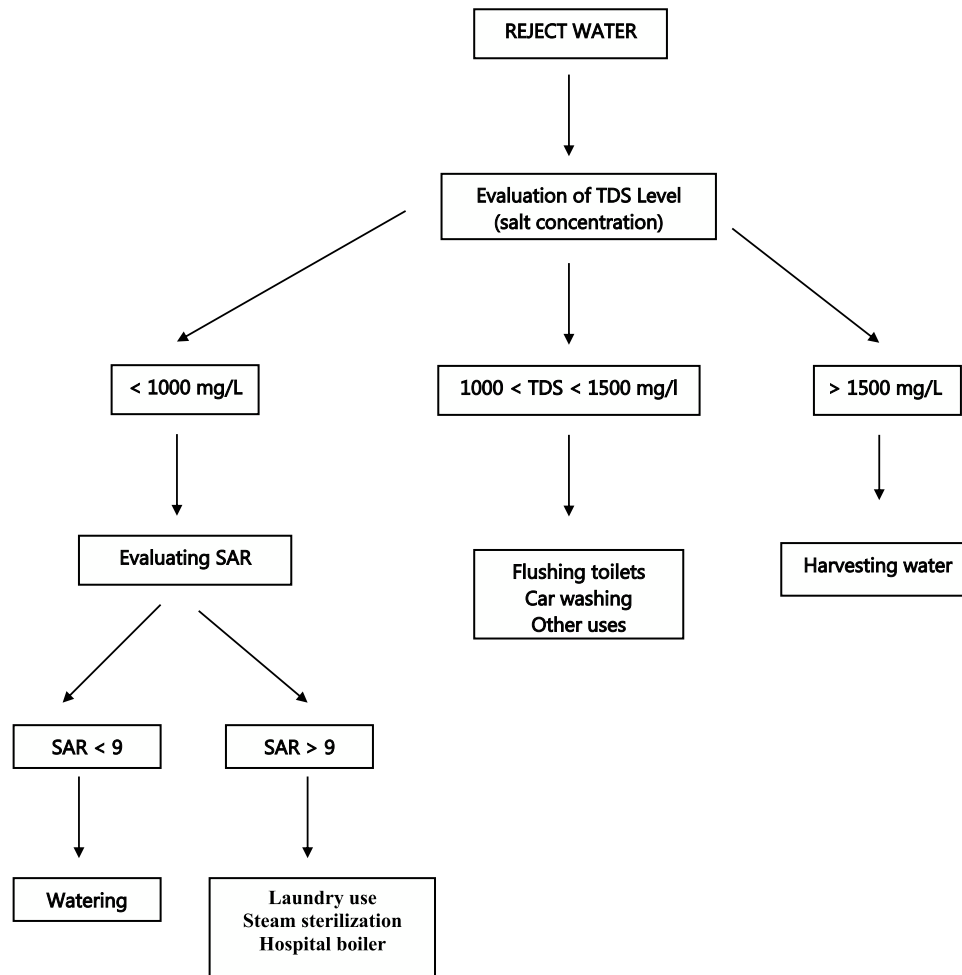 REJECT WATER
Evaluation of TDS Level
(salt concentration)
< 1000 mg/L
1000 < TDS < 1500 mg/l
> 1500 mg/L
Evaluating SAR
Flushing toilets
Car washing
Other uses
Harvesting water
SAR < 9
SAR > 9
Watering
Laundry use
Steam sterilization
Hospital boiler